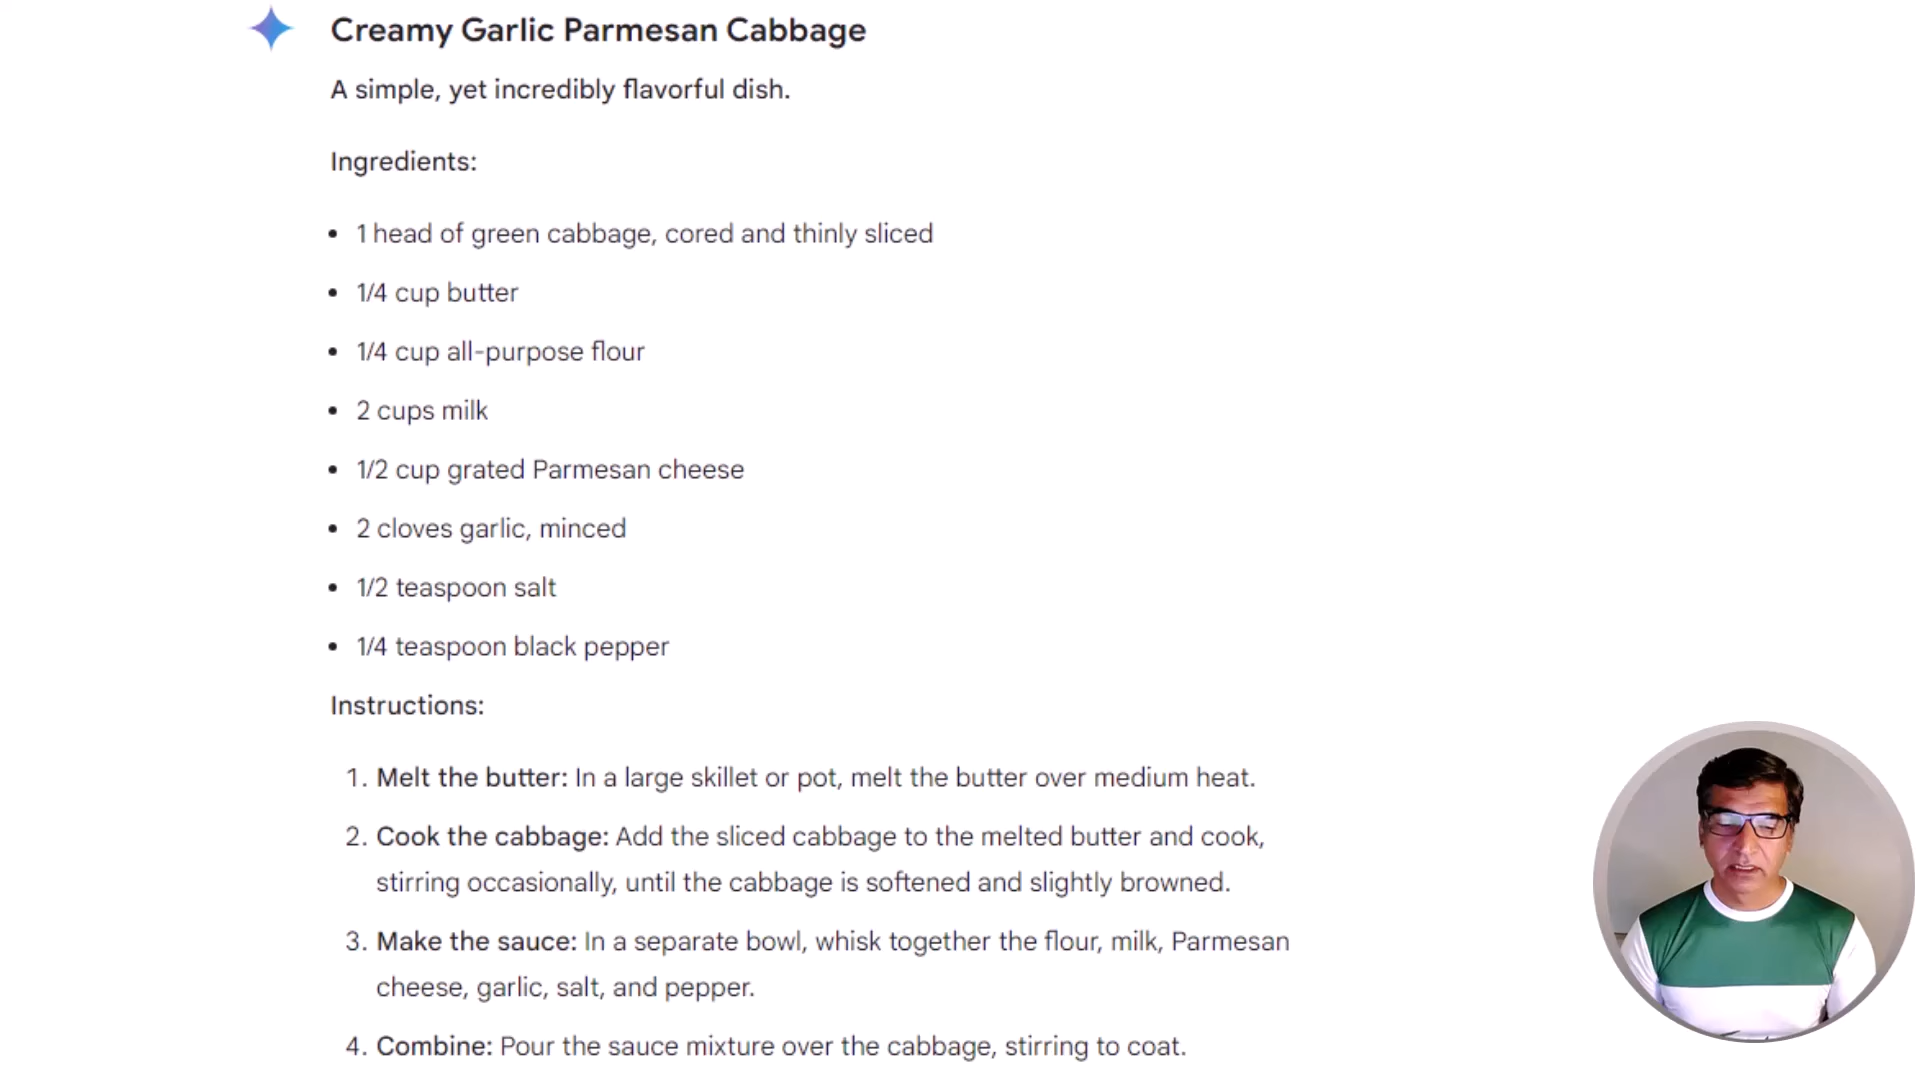 Creamy Garlic Parmesan Cabbage
A simple, yet incredibly flavorful dish.
Ingredients:
• 1 head of green cabbage, cored and thinly sliced
• 1/4 cup butter
• 1/4 cup all-purpose flour
• 2 cups milk
• 1/2 cup grated Parmesan cheese
• 2 cloves garlic, minced
• 1/2 teaspoon salt
• 1/4 teaspoon black pepper
Instructions:
1. Melt the butter: In a large skillet or pot, melt the butter over medium heat.
2. Cook the cabbage: Add the sliced cabbage to the melted butter and cook,
stirring occasionally, until the cabbage is softened and slightly browned.
3. Make the sauce: In a separate bowl, whisk together the flour, milk, Parmesan
cheese, garlic, salt, and pepper.
4. Combine: Pour the sauce mixture over the cabbage, stirring to coat.